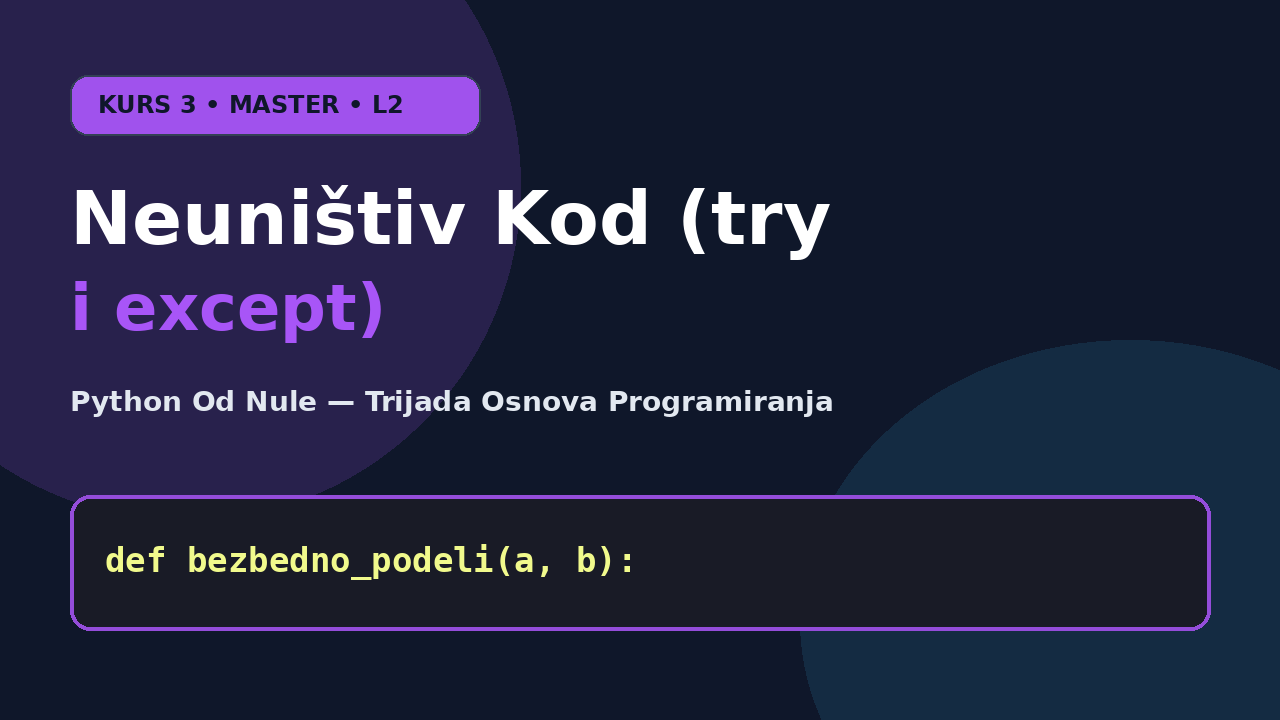 KURS 3 • MASTER • L2
Neuništiv Kod (try
i except)
Python Od Nule — Trijada Osnova Programiranja
def bezbedno_podeli(a, b):